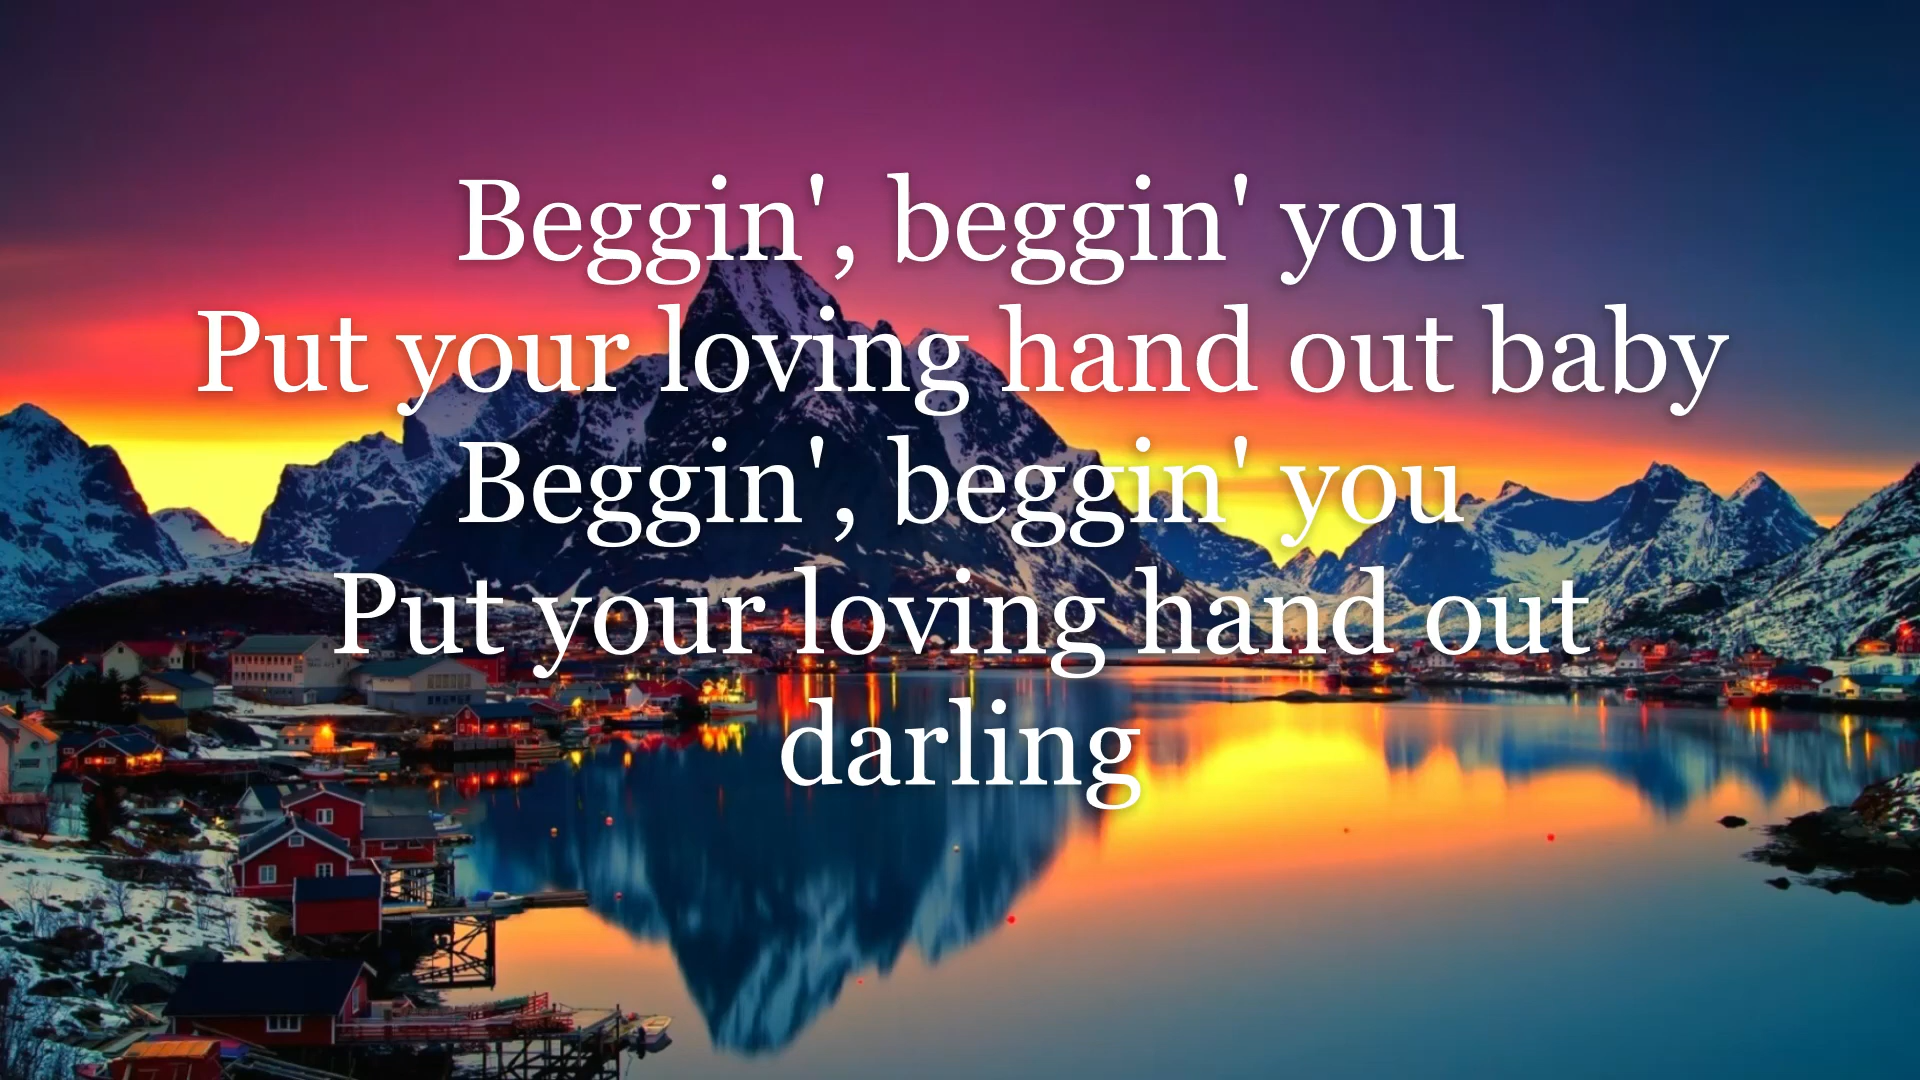 Beggin', beggin' you
Put your loving hand out baby
Beggin', beggin' you
Put your loving hand out
darling